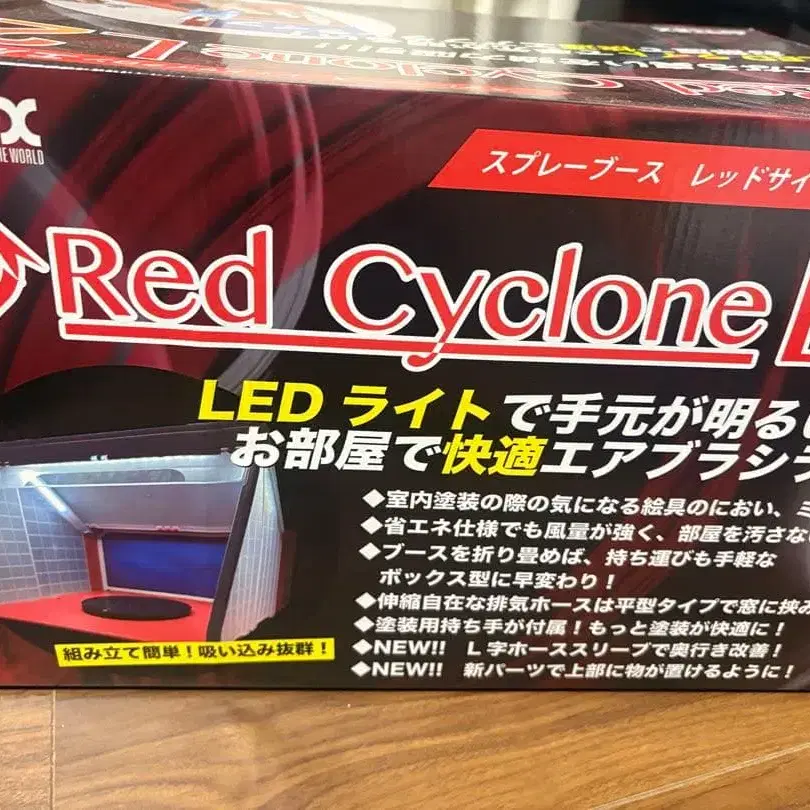 Red Cyclone L
X
THE WORLD
スプレーブース レッドサイ
Red Cyclone
LED ライトで手元が明る
お部屋で快適エアブラシ
◆室内塗装の際の気になる絵具のにおい、ミ
◆省エネ仕様でも風量が強く、部屋を汚さない
◆ブースを折り畳めば、持ち運びも手軽な
ボックス型に早変わり！
◆伸縮自在な排気ホースは平型タイプで窓に挟め
◆塗装用持ち手が付属！もっと塗装が快適に！
◆NEW!! L字ホーススリーブで奥行き改善！
◆NEW!! 新パーツで上部に物が置けるように！
組み立て簡単！吸い込み抜群！